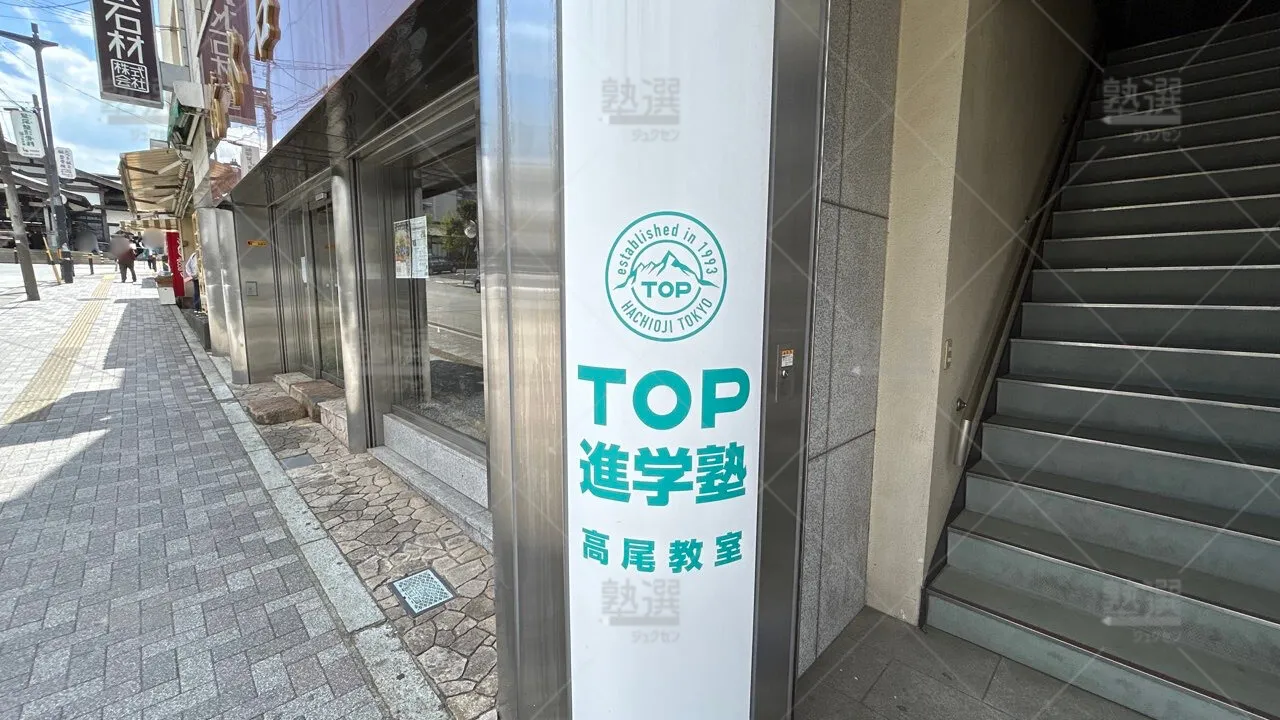 石材
株式
会社
established in 1993
TOP
HACHIOJI TOKYO
TOP
進学塾
高尾教室
塾選
ジュクセン
塾選
ジュクセン
塾選
ジュクセン
塾選
ジュクセン